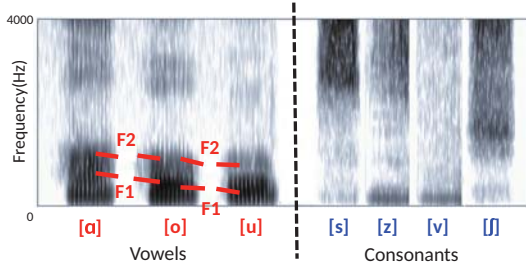 4000
Frequency(Hz)
0
F2
F2
F1
F1
[ɑ] [o] [u] [s] [z] [v] [ʃ]
Vowels Consonants